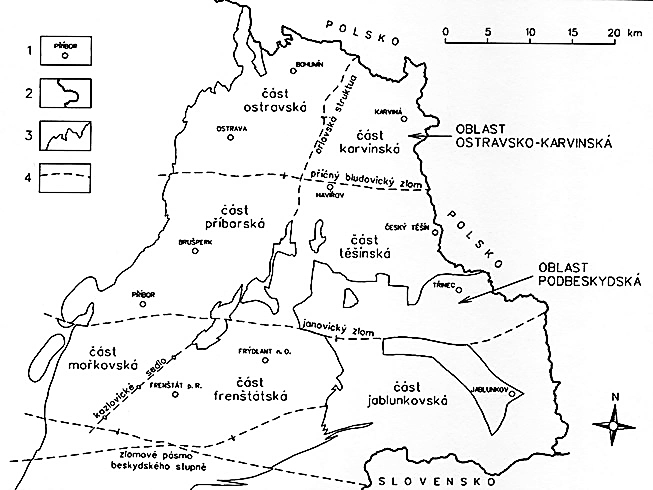 POLSKO
0 5 10 15 20 km
1 PŘÍBOR
2
3
4
BOHUMÍN
část
ostravská
OSTRAVA
orlovská struktua
KARVINÁ
část
karvinská
OBLAST
OSTRAVSKO-KARVINSKÁ
příčný bludovický zlom
HAVÍŘOV
část
příborská
BRUŠPERK
část
těšínská
ČESKÝ TĚŠÍN
POLSKO
OBLAST
PODBESKYDSKÁ
TŘINEC
PŘÍBOR
janovický zlom
část
mořkovská
kozlovické sedlo
FRÝDLANT n. O.
FRENŠTÁT p. R.
část
frenštátská
část
jablunkovská
JABLUNKOV
N
zlomové pásmo
beskydského stupně
SLOVENSKO